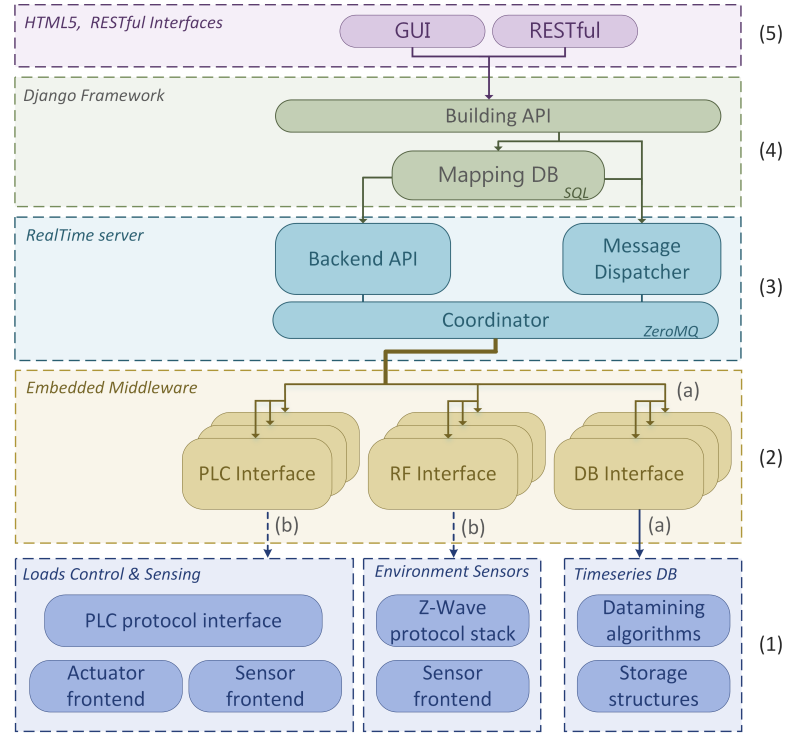 HTML5, RESTful Interfaces
GUI
RESTful
(5)
Django Framework
Building API
Mapping DB
SQL
(4)
RealTime server
Backend API
Message
Dispatcher
(3)
Coordinator
ZeroMQ
Embedded Middleware
(a)
PLC Interface
RF Interface
DB Interface
(2)
(b)
(b)
(a)
Loads Control & Sensing
PLC protocol interface
Actuator
frontend
Sensor
frontend
Environment Sensors
Z-Wave
protocol stack
Sensor
frontend
Timeseries DB
Datamining
algorithms
Storage
structures
(1)